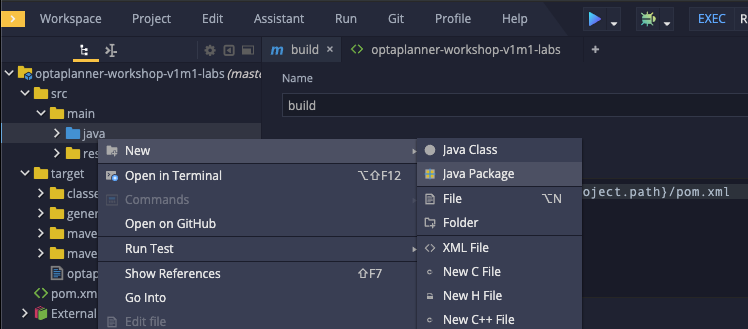 Workspace Project Edit Assistant Run Git Profile Help EXEC
build × optaplanner-workshop-v1m1-labs +
optaplanner-workshop-v1m1-labs (maste
Name
src
build
main
java
res
New
Java Class
target
Open in Terminal ⌥⇧F12
Java Package
classe
Commands
File ⌥N
oject.path}/pom.xml
gener
Open on GitHub
Folder
mave
Run Test
XML File
mave
Show References ⇧F7
New C File
optap
Go Into
New H File
pom.xm
Edit file
New C++ File
External